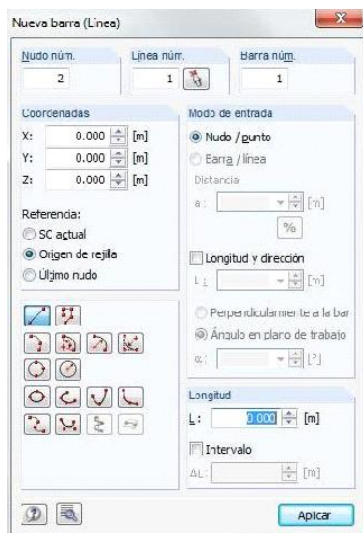 Nueva barra (Línea)
Nudo núm.
Línea núm.
Barra núm.
2
1
1
Coordenadas
X: 0.000 [m]
Y: 0.000 [m]
Z: 0.000 [m]
Referencia:
SC actual
Origen de rejilla
Último nudo
Modo de entrada
Nudo / punto
Barra / línea
Distancia
a: [m]
%
Longitud y dirección
L: [m]
Perpendicularmente a la bar
Ángulo en plano de trabajo
α: [°]
Longitud
L: 0.000 [m]
Intervalo
ΔL: [m]
Aplicar